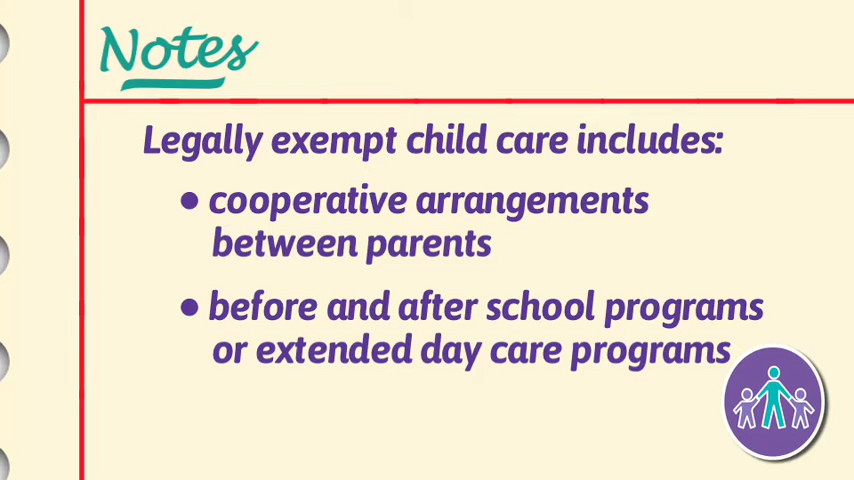 Notes
Legally exempt child care includes:
• cooperative arrangements
between parents
• before and after school programs
or extended day care programs